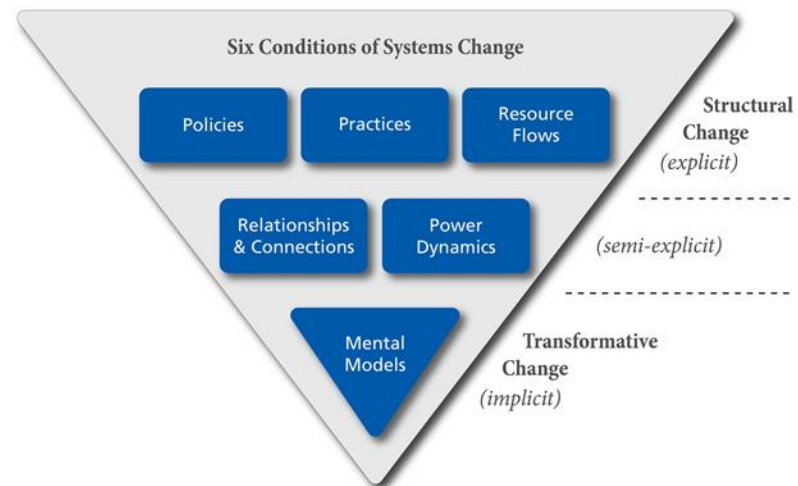 Six Conditions of Systems Change
Policies
Practices
Resource
Flows
Structural
Change
(explicit)
Relationships
& Connections
Power
Dynamics
(semi-explicit)
Mental
Models
Transformative
Change
(implicit)